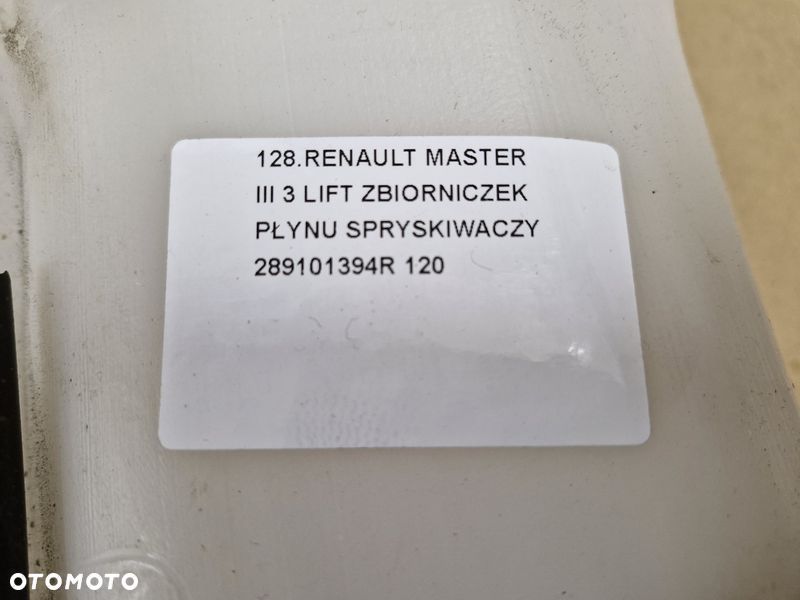 128.RENAULT MASTER
III 3 LIFT ZBIORNICZEK
PŁYNU SPRYSKIWACZY
289101394R 120
OTOMOTO